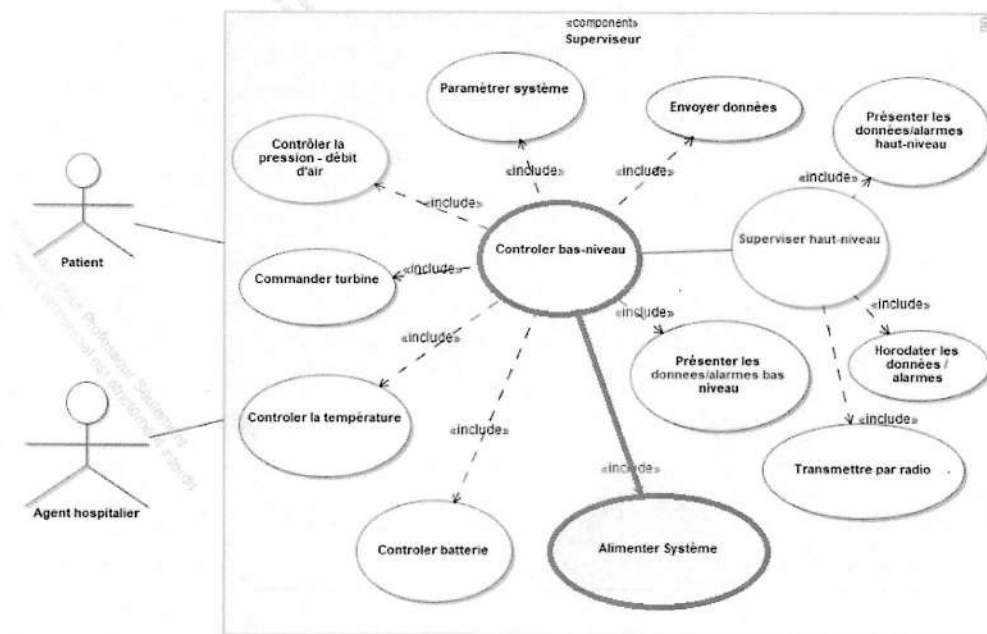 «component»
Superviseur
Paramétrer système
Envoyer données
Présenter les
données/alarmes
haut-niveau
Contrôler la
pression - débit
d'air
«include»
«include»
«include»
«include»
Controler bas-niveau
Superviser haut-niveau
Patient
Commander turbine
«include»
«include»
«include»
«include»
Présenter les
donnees/alarmes bas
niveau
Horodater les
données /
alarmes
Controler la température
«include»
«include»
«include»
Transmettre par radio
Agent hospitalier
Controler batterie
Alimenter Système
pour Professeur Seulement